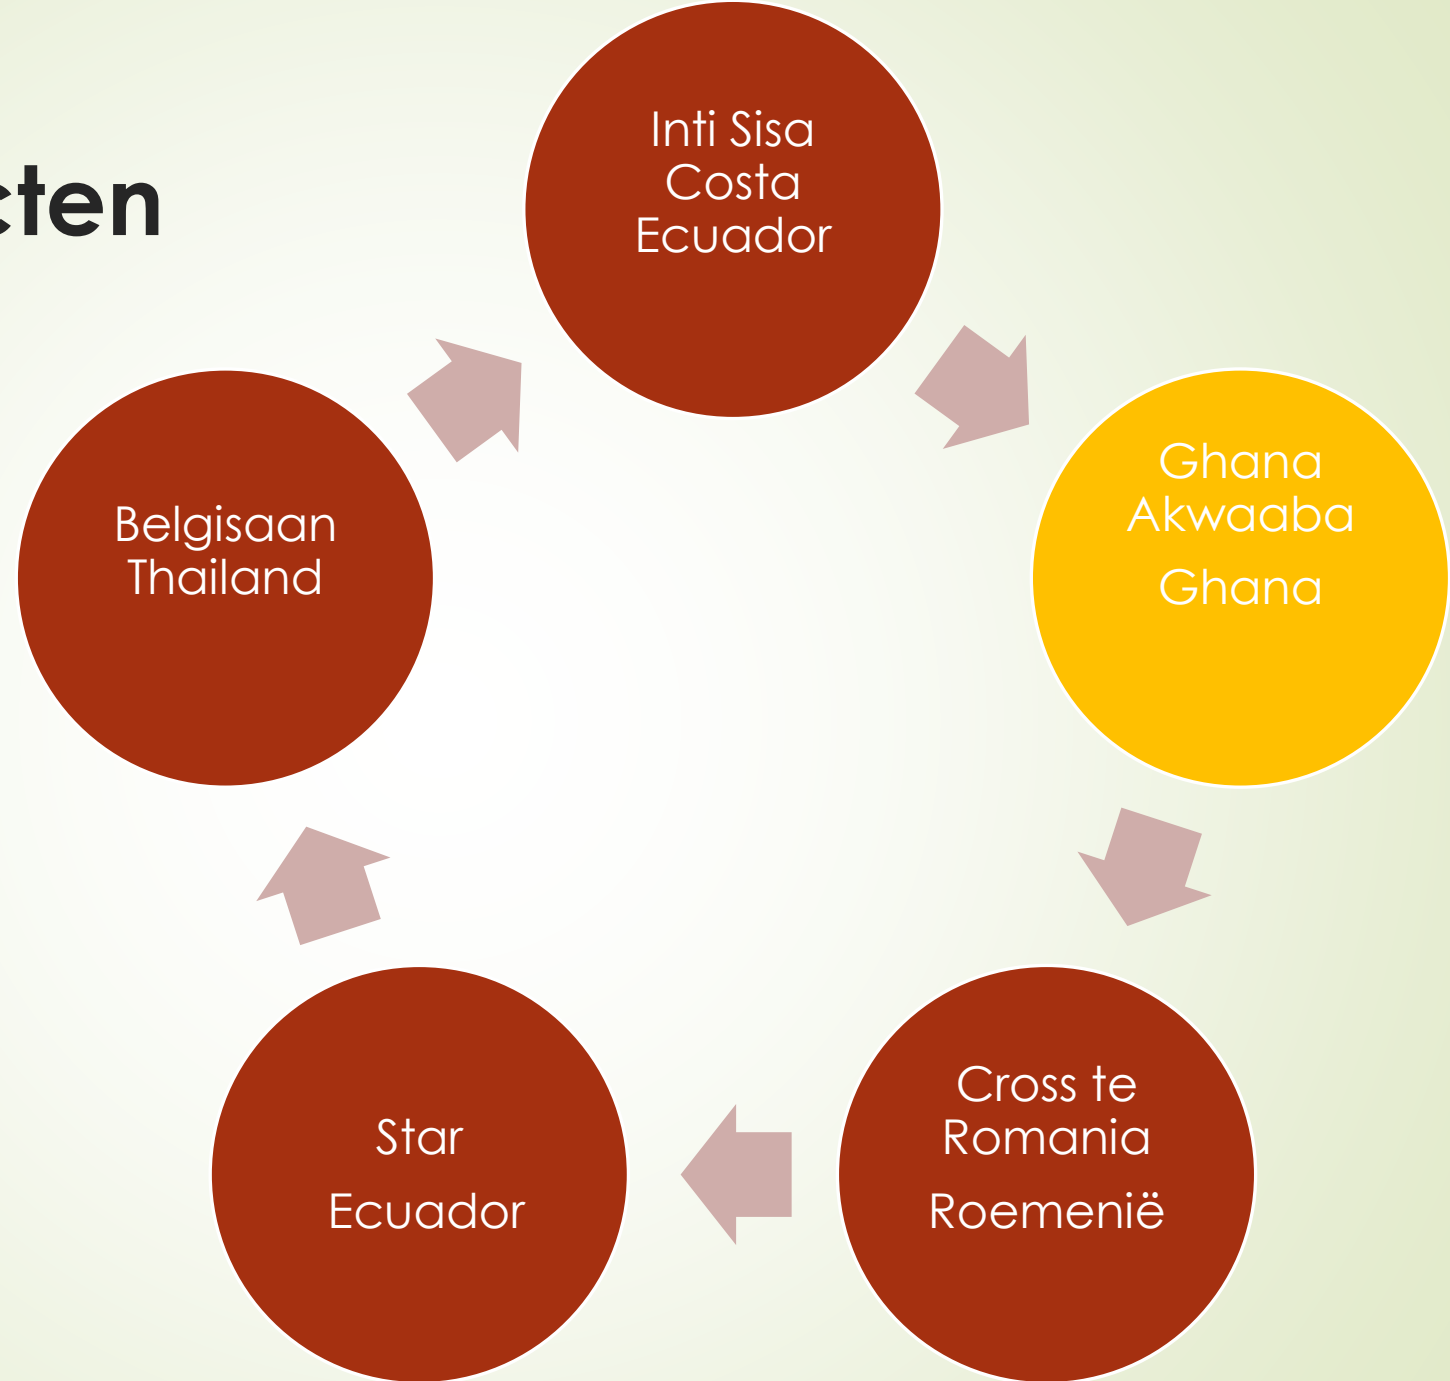 cten
Inti Sisa
Costa
Ecuador
Ghana
Akwaaba
Ghana
Cross te
Romania
Roemenië
Star
Ecuador
Belgisaan
Thailand